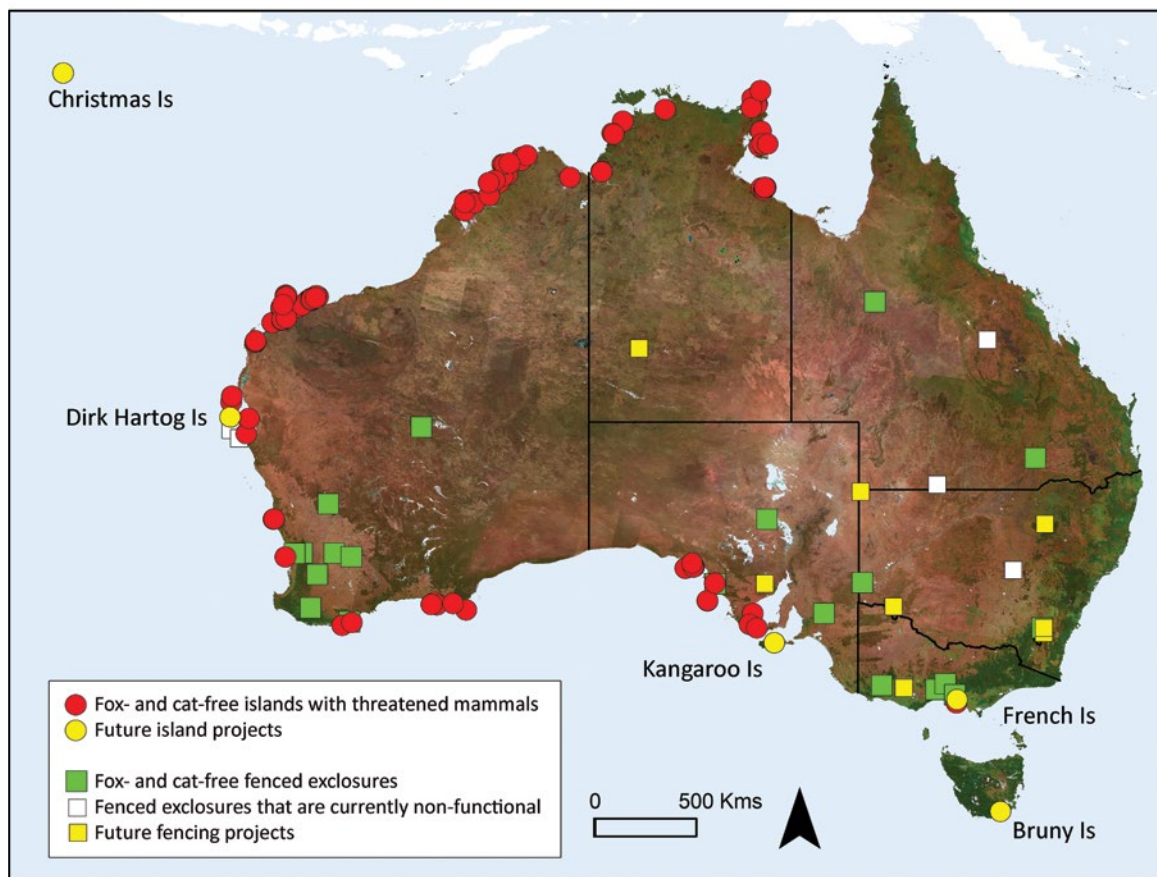 Christmas Is
Dirk Hartog Is
Kangaroo Is
French Is
Bruny Is
Fox- and cat-free islands with threatened mammals
Future island projects
Fox- and cat-free fenced exclosures
Fenced exclosures that are currently non-functional
Future fencing projects
0 500 Kms